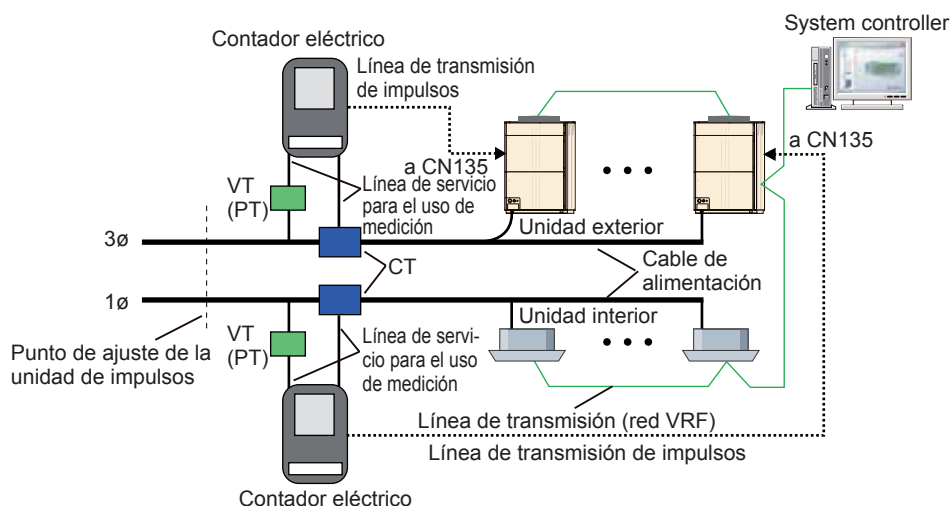 System controller
Contador eléctrico
Línea de transmisión
de impulsos
a CN135
a CN135
VT
(PT)
Línea de servicio
para el uso de
medición
Unidad exterior
3ø
CT
Cable de
alimentación
1ø
Unidad interior
VT
(PT)
Línea de servi-
cio para el uso
de medición
Punto de ajuste de la
unidad de impulsos
Línea de transmisión (red VRF)
Línea de transmisión de impulsos
Contador eléctrico